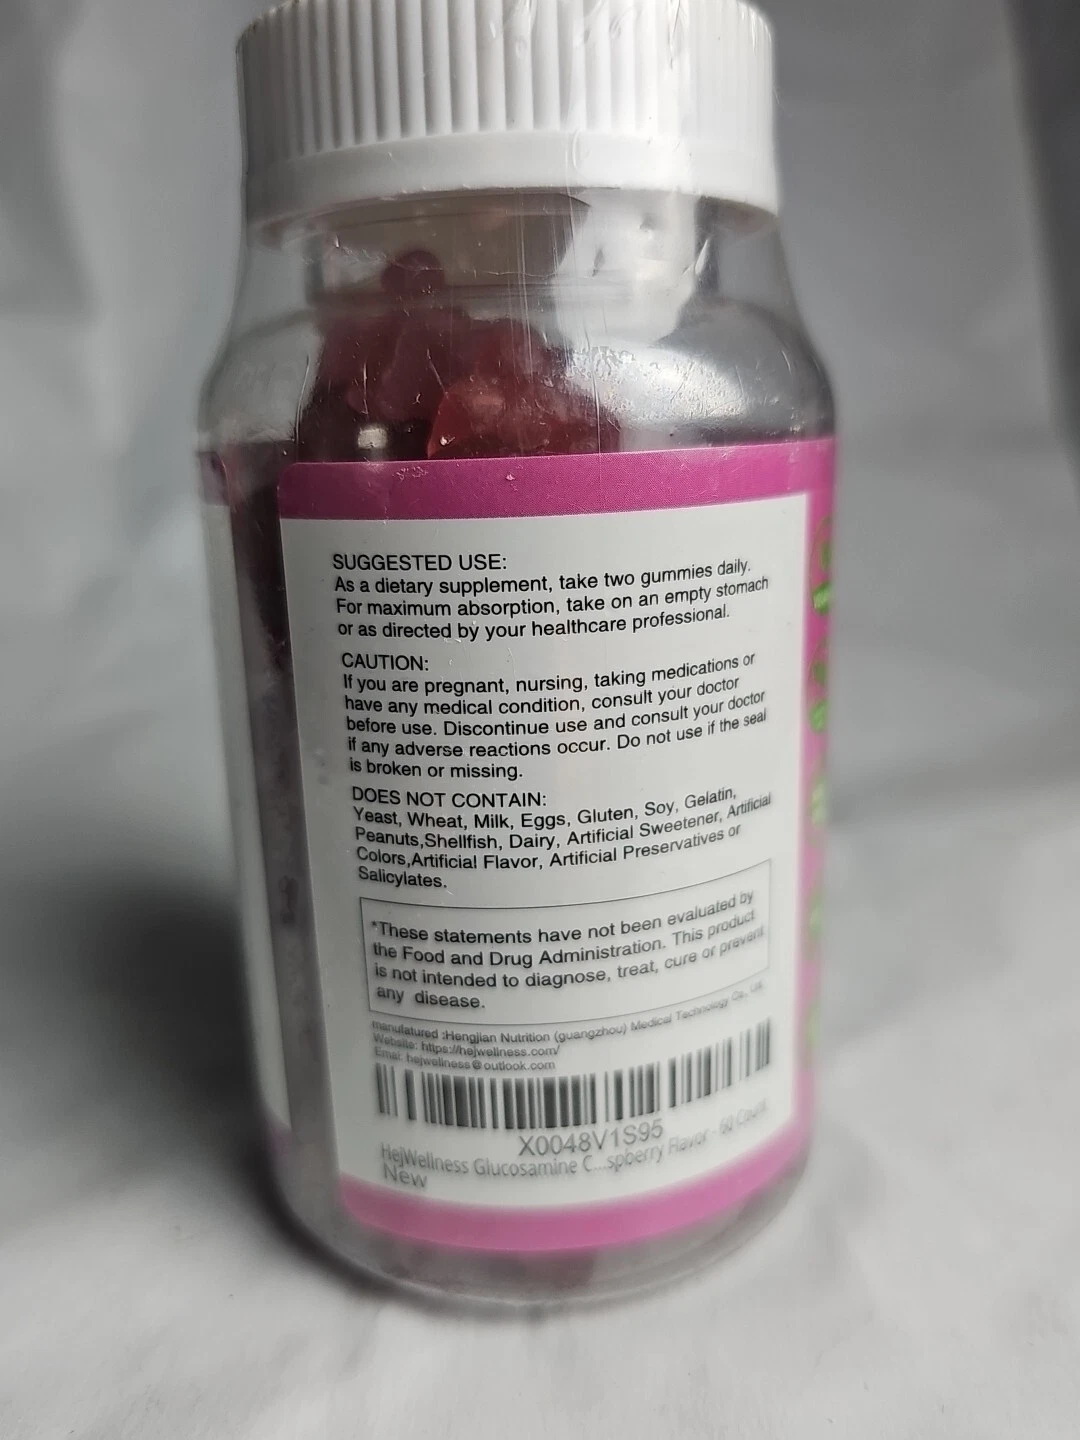 SUGGESTED USE:
As a dietary supplement, take two gummies daily.
For maximum absorption, take on an empty stomach
or as directed by your healthcare professional.
CAUTION:
If you are pregnant, nursing, taking medications or
have any medical condition, consult your doctor
before use. Discontinue use and consult your doctor
if any adverse reactions occur. Do not use if the seal
is broken or missing.
DOES NOT CONTAIN:
Yeast, Wheat, Milk, Eggs, Gluten, Soy, Gelatin,
Peanuts,Shellfish, Dairy, Artificial Sweetener, Artificial
Colors,Artificial Flavor, Artificial Preservatives or
Salicylates.
*These statements have not been evaluated by
the Food and Drug Administration. This product
is not intended to diagnose, treat, cure or prevent
any disease.
manufatured :Hengjian Nutrition (guangzhou) Medical Technology Co., Ltd.
Website: https://hejwellness.com/
Email: hejwellness@outlook.com
X0048V1S95
HejWellness Glucosamine C...spberry Flavor - 60 Count
New